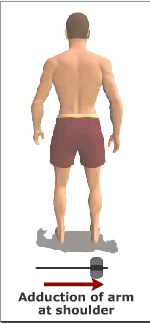 Adduction of arm
at shoulder